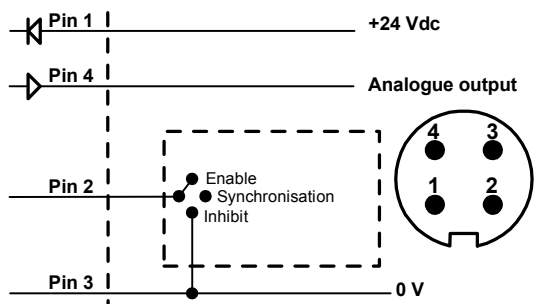 Pin 1
+24 Vdc
Pin 4
Analogue output
4 3
Enable
1 2
Pin 2
Synchronisation
Inhibit
Pin 3
0 V